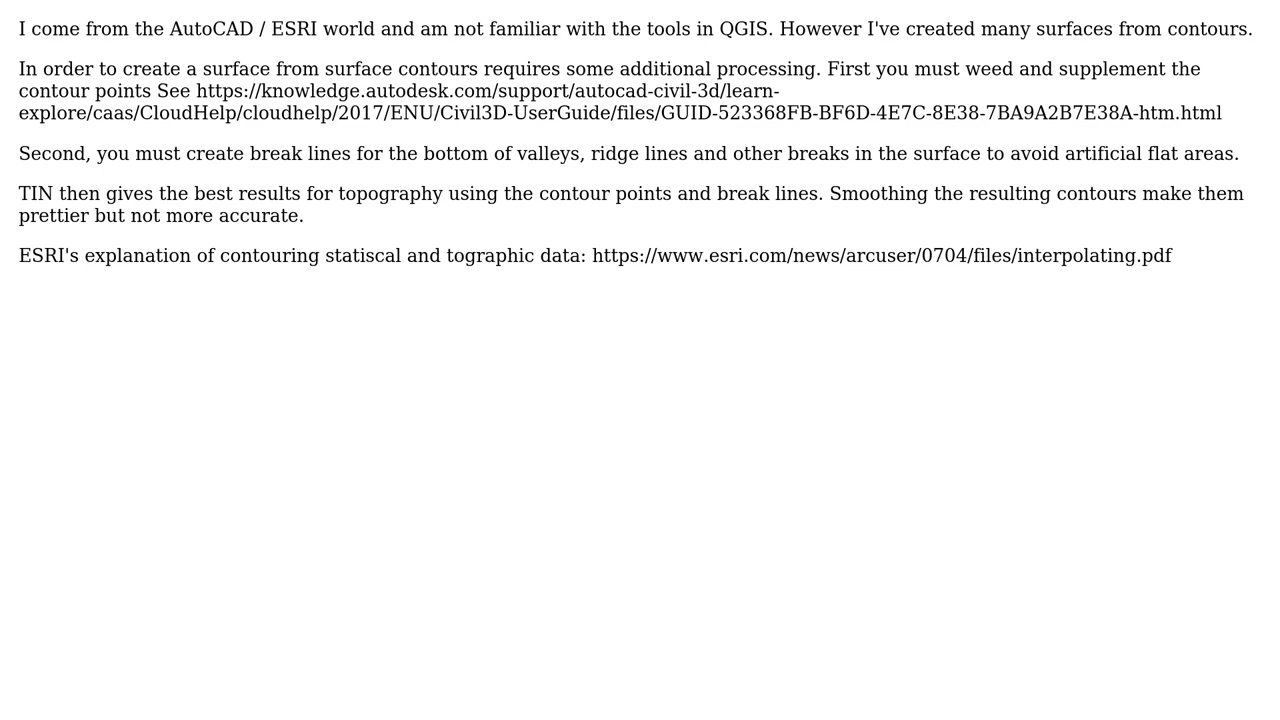 I come from the AutoCAD / ESRI world and am not familiar with the tools in QGIS. However I've created many surfaces from contours.
In order to create a surface from surface contours requires some additional processing. First you must weed and supplement the
contour points See https://knowledge.autodesk.com/support/autocad-civil-3d/learn-
explore/caas/CloudHelp/cloudhelp/2017/ENU/Civil3D-UserGuide/files/GUID-523368FB-BF6D-4E7C-8E38-7BA9A2B7E38A-htm.html
Second, you must create break lines for the bottom of valleys, ridge lines and other breaks in the surface to avoid artificial flat areas.
TIN then gives the best results for topography using the contour points and break lines. Smoothing the resulting contours make them
prettier but not more accurate.
ESRI's explanation of contouring statiscal and tographic data: https://www.esri.com/news/arcuser/0704/files/interpolating.pdf